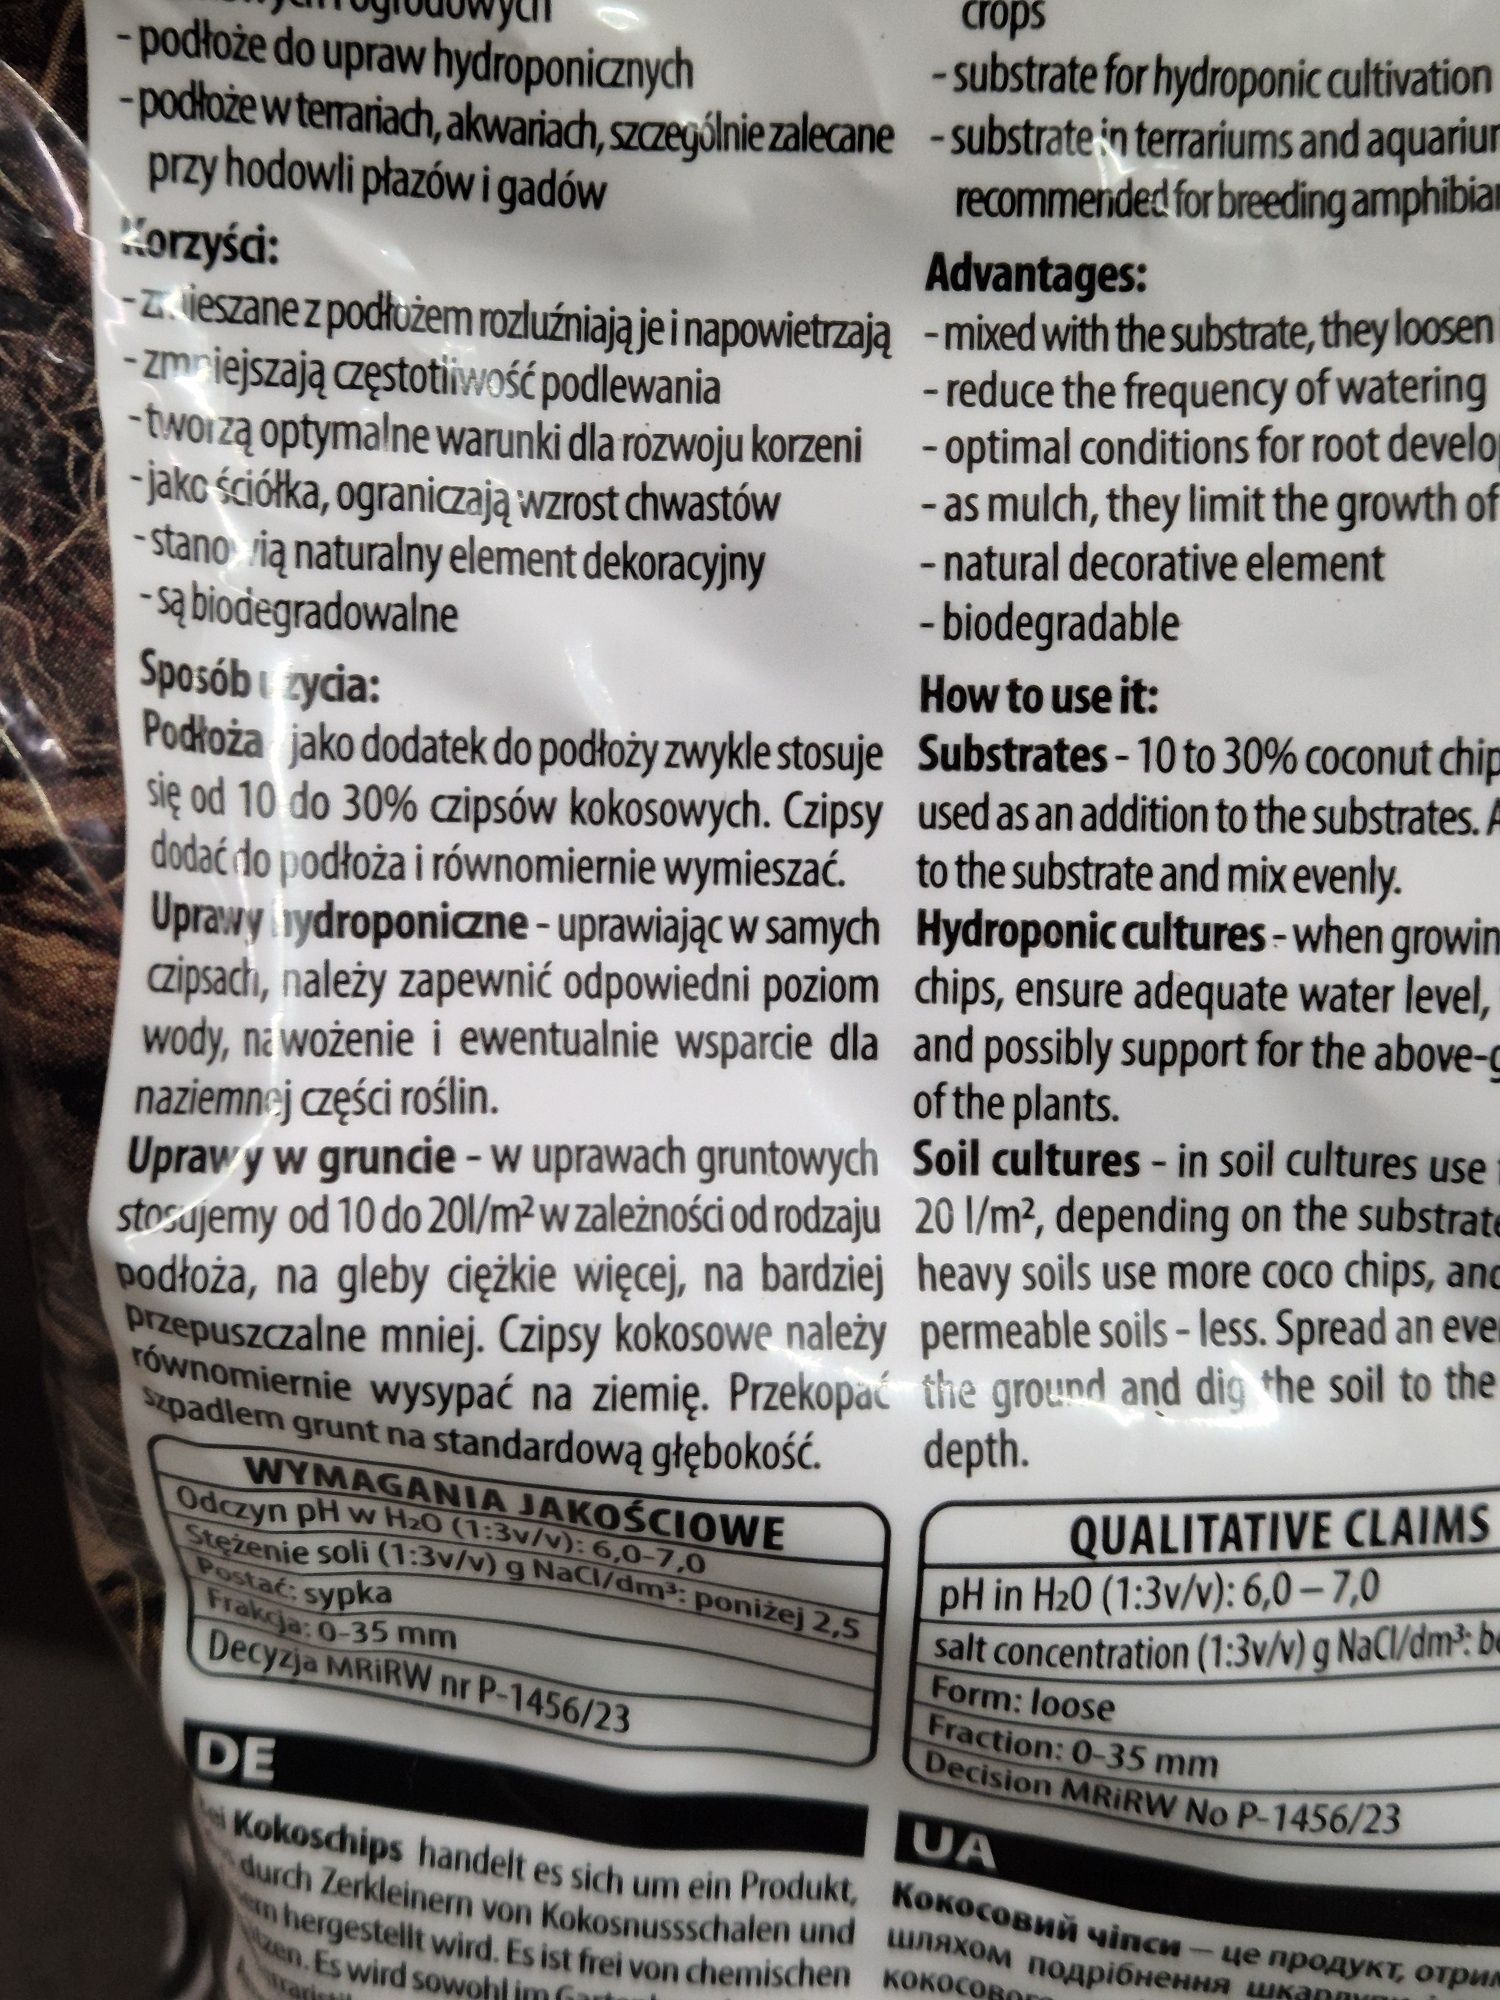 - podłoże do upraw hydroponicznych
- podłoże w terrariach, akwariach, szczególnie zalecane
przy hodowli płazów i gadów
Korzyści:
- zmieszane z podłożem rozluźniają je i napowietrzają
- zmniejszają częstotliwość podlewania
- tworzą optymalne warunki dla rozwoju korzeni
- jako ściółka, ograniczają wzrost chwastów
- stanowią naturalny element dekoracyjny
- są biodegradowalne
Sposób użycia:
Podłoża - jako dodatek do podłoży zwykle stosuje
się od 10 do 30% czipsów kokosowych. Czipsy
dodać do podłoża i równomiernie wymieszać.
Uprawy hydroponiczne - uprawiając w samych
czipsach, należy zapewnić odpowiedni poziom
wody, nawożenie i ewentualnie wsparcie dla
naziemnej części roślin.
Uprawy w gruncie - w uprawach gruntowych
stosujemy od 10 do 20l/m² w zależności od rodzaju
podłoża, na gleby ciężkie więcej, na bardziej
przepuszczalne mniej. Czipsy kokosowe należy
równomiernie wysypać na ziemię. Przekopać
szpadlem grunt na standardową głębokość.
WYMAGANIA JAKOŚCIOWE
Odczyn pH w H2O (1:3v/v): 6,0-7,0
Stężenie soli (1:3v/v) g NaCl/dm³: poniżej 2,5
Postać: sypka
Frakcja: 0-35 mm
Decyzja MRiRW nr P-1456/23
DE
Kokoschips handelt es sich um ein Produkt,
durch Zerkleinern von Kokosnussschalen und
hergestellt wird. Es ist frei von chemischen
Es wird sowohl im
crops
- substrate for hydroponic cultivation
- substrate in terrariums and
recommended for breeding
Advantages:
- mixed with the substrate, they loosen
- reduce the frequency of watering
- optimal conditions for root
- as mulch, they limit the growth of
- natural decorative element
- biodegradable
How to use it:
Substrates - 10 to 30% coconut
used as an addition to the substrates.
to the substrate and mix evenly.
Hydroponic cultures - when
chips, ensure adequate water level,
and possibly support for the
of the plants.
Soil cultures - in soil cultures use
20 l/m², depending on the
heavy soils use more coco chips,
permeable soils - less. Spread an
the ground and dig the soil to the
depth.
QUALITATIVE CLAIMS
pH in H2O (1:3v/v): 6,0 – 7,0
salt concentration (1:3v/v) g NaCl/dm³:
Form: loose
Fraction: 0-35 mm
Decision MRiRW No P-1456/23
UA
Кокосовий чіпси – це продукт,
шляхом подрібнення